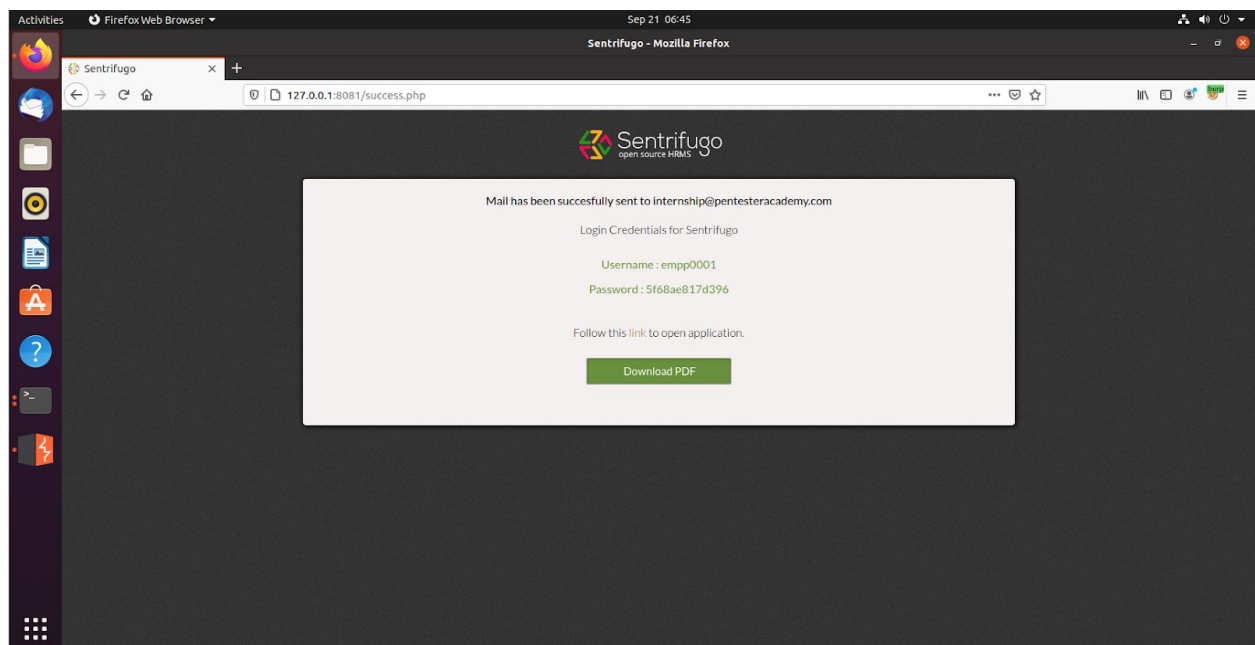 Activities Firefox Web Browser Sep 21 06:45
Sentrifugo - Mozilla Firefox
Sentrifugo
127.0.0.1:8081/success.php
burp
Sentrifugo
open source HRMS
Mail has been succesfully sent to internship@pentesteracademy.com
Login Credentials for Sentrifugo
Username : empp0001
Password : 5f68ae817d396
Follow this link to open application.
Download PDF